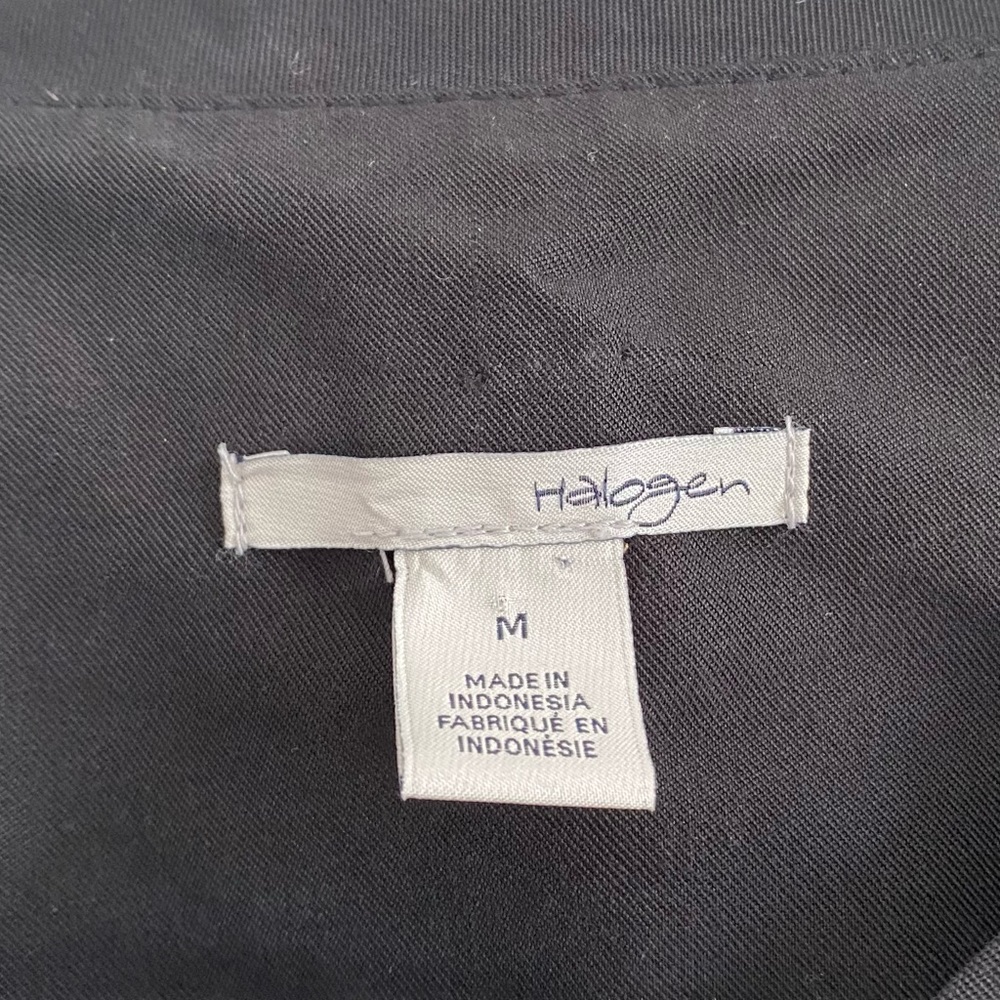 Halogen
M
MADE IN
INDONESIA
FABRIQUÉ EN
INDONÉSIE